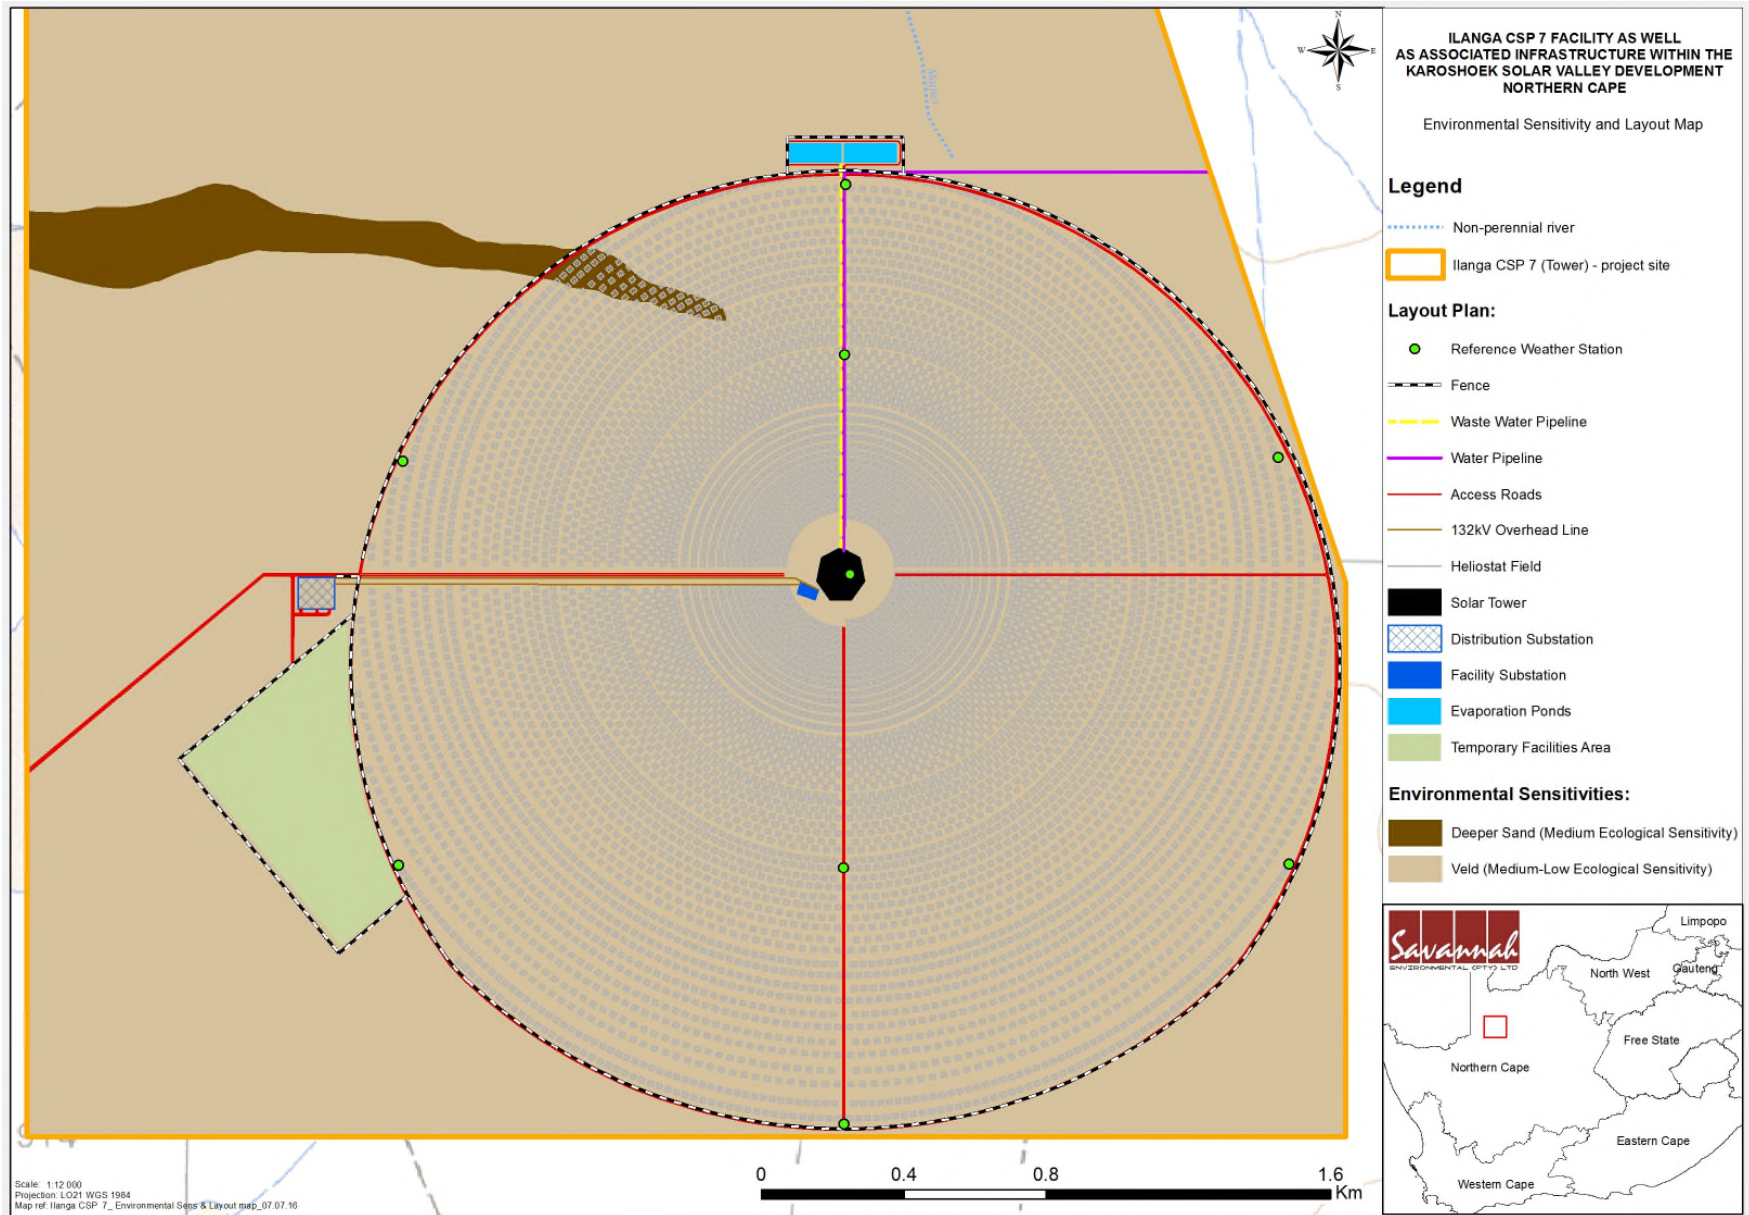 ILANGA CSP 7 FACILITY AS WELL
AS ASSOCIATED INFRASTRUCTURE WITHIN THE
KAROSHOEK SOLAR VALLEY DEVELOPMENT
NORTHERN CAPE
Environmental Sensitivity and Layout Map
N
W
E
S
Legend
Non-perennial river
Ilanga CSP 7 (Tower) - project site
Layout Plan:
Reference Weather Station
Fence
Waste Water Pipeline
Water Pipeline
Access Roads
132kV Overhead Line
Heliostat Field
Solar Tower
Distribution Substation
Facility Substation
Evaporation Ponds
Temporary Facilities Area
Environmental Sensitivities:
Deeper Sand (Medium Ecological Sensitivity)
Veld (Medium-Low Ecological Sensitivity)
Savannah
ENVIRONMENTAL (PTY) LTD
Limpopo
North West
Gauteng
Free State
Northern Cape
Eastern Cape
Western Cape
0
0.4
0.8
1.6
Km
Scale: 1:12 000
Projection: LO21 WGS 1984
Map ref: Ilanga CSP 7_ Environmental Sens & Layout map_07.07.16